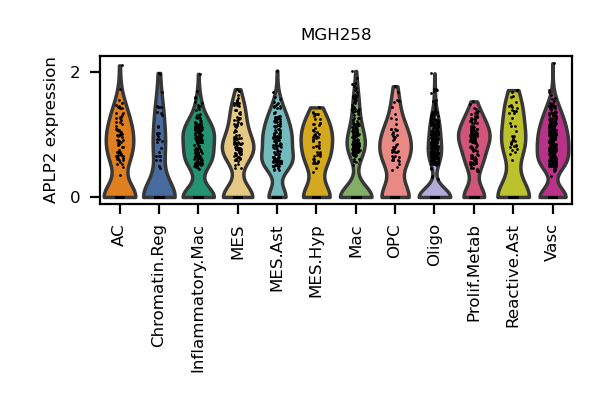 MGH258
APLP2 expression
2
0
AC
Chromatin.Reg
Inflammatory.Mac
MES
MES.Ast
MES.Hyp
Mac
OPC
Oligo
Prolif.Metab
Reactive.Ast
Vasc